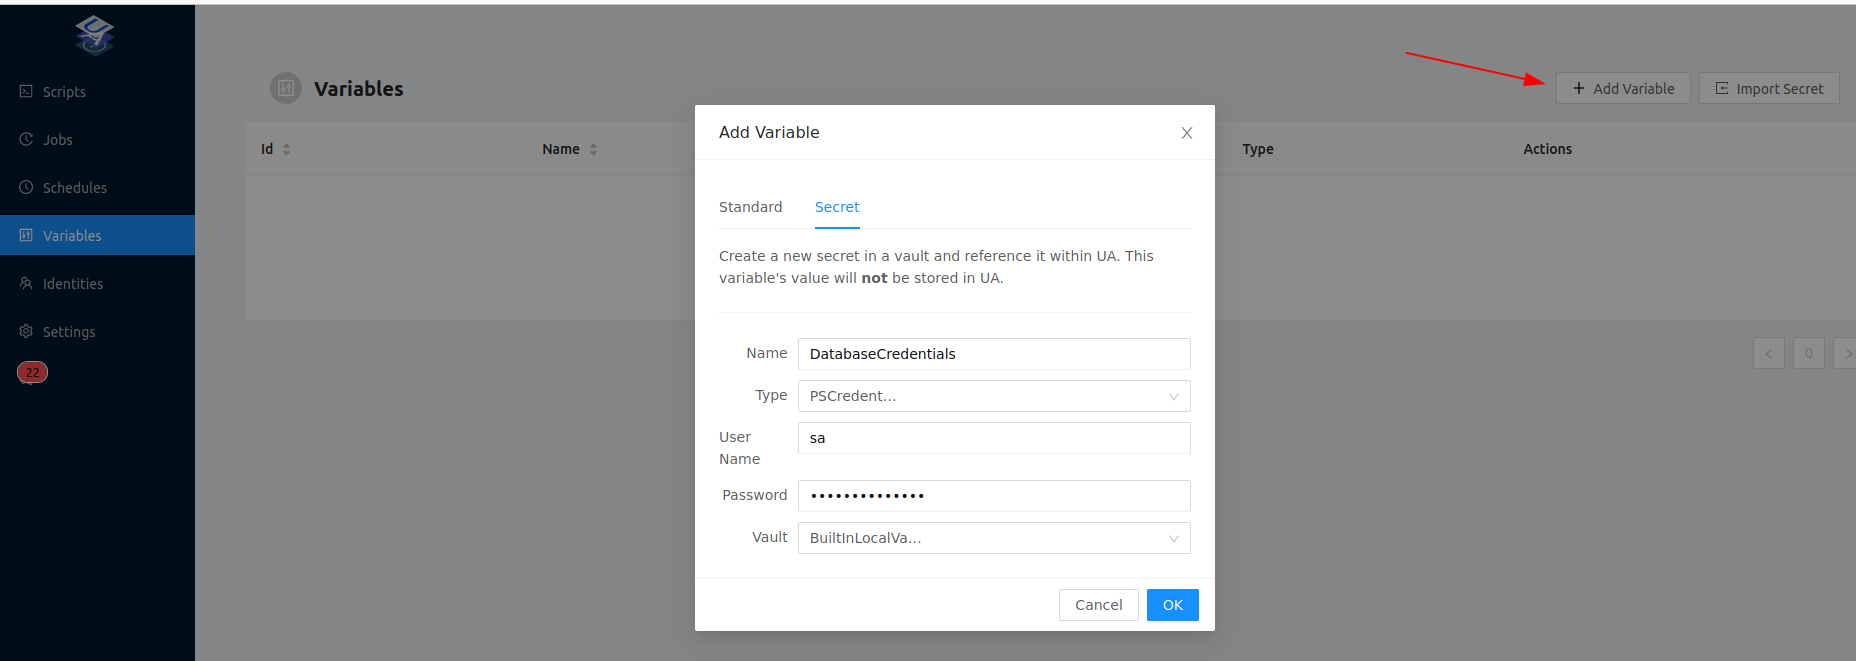 Scripts
Jobs
Schedules
Variables
Identities
Settings
22
Variables
+ Add Variable
Import Secret
Id
Name
Type
Actions
0
Add Variable
Standard
Secret
Create a new secret in a vault and reference it within UA. This
variable's value will not be stored in UA.
Name
DatabaseCredentials
Type
PSCredent...
User
Name
sa
Password
••••••••••••••
Vault
BuiltInLocalVa...
Cancel
OK